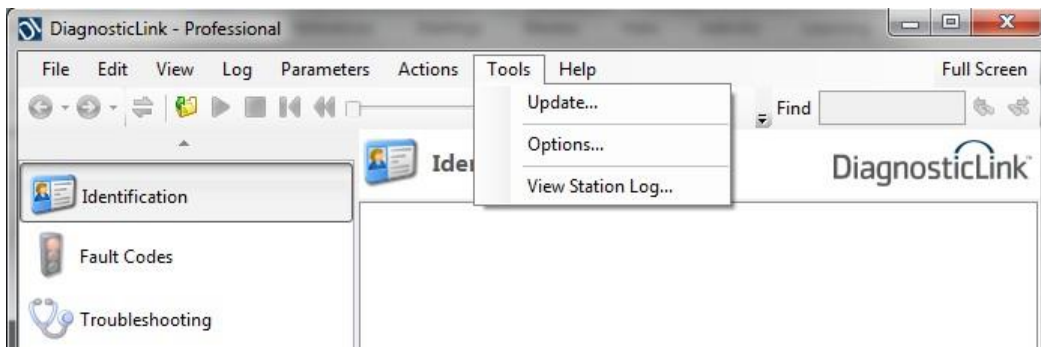 DiagnosticLink - Professional
File Edit View Log Parameters Actions Tools Help Full Screen
Update...
Find
Options...
DiagnosticLink
View Station Log...
Identification
Fault Codes
Troubleshooting